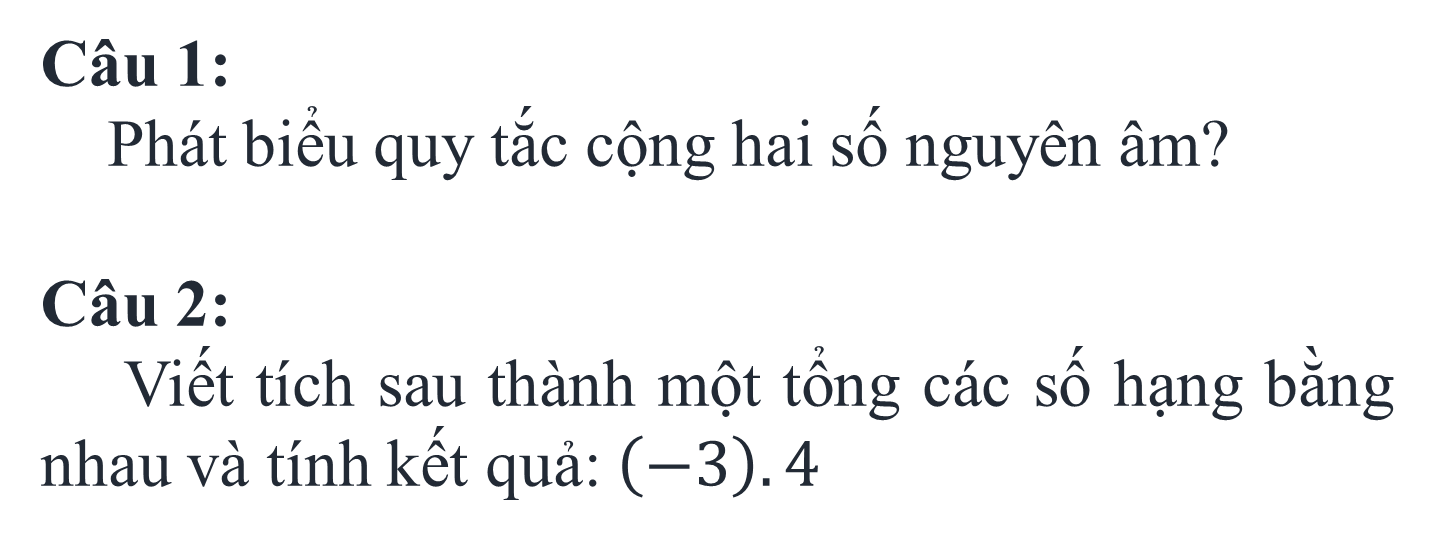 Câu 1:
Phát biểu quy tắc cộng hai số nguyên âm?
Câu 2:
Viết tích sau thành một tổng các số hạng bằng
nhau và tính kết quả: (−3). 4